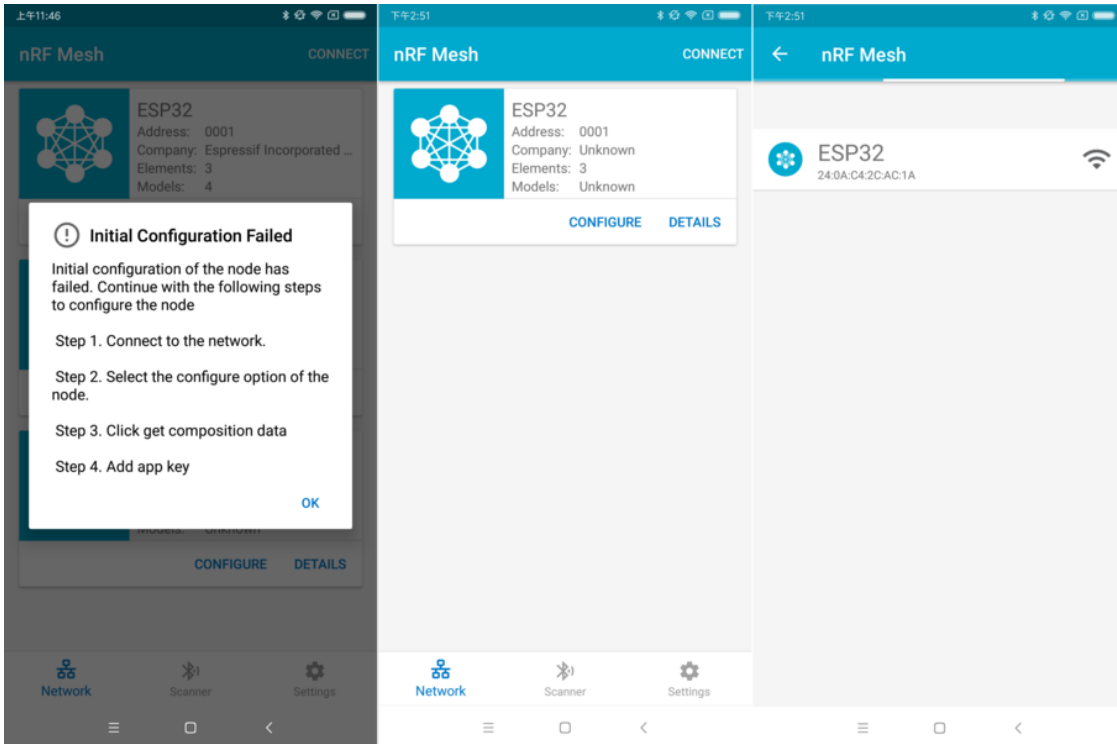 上午11:46
nRF Mesh
CONNECT
ESP32
Address: 0001
Company: Espressif Incorporated ...
Elements: 3
Models: 4
Initial Configuration Failed
Initial configuration of the node has
failed. Continue with the following steps
to configure the node
Step 1. Connect to the network.
Step 2. Select the configure option of the
node.
Step 3. Click get composition data
Step 4. Add app key
OK
Models: Unknown
CONFIGURE DETAILS
Network Scanner Settings
下午2:51
nRF Mesh
CONNECT
ESP32
Address: 0001
Company: Unknown
Elements: 3
Models: Unknown
CONFIGURE DETAILS
Network Scanner Settings
下午2:51
nRF Mesh
ESP32
24:0A:C4:2C:AC:1A